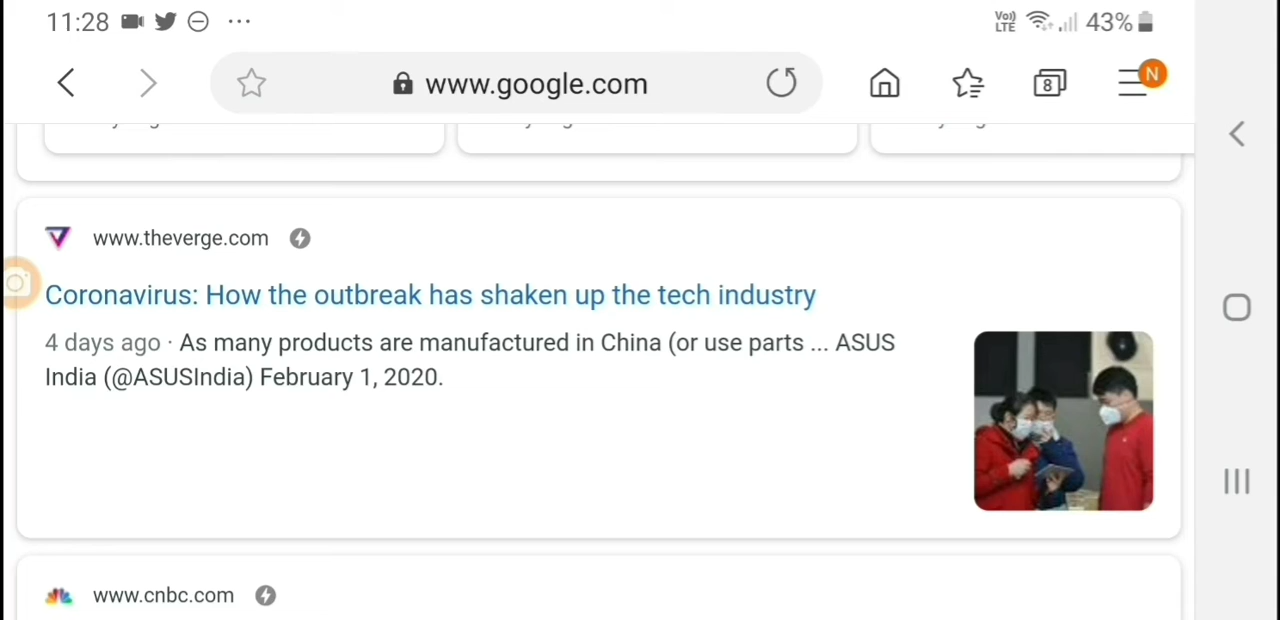 11:28 ... Vo)) LTE 43%
www.google.com 8 N
www.theverge.com
Coronavirus: How the outbreak has shaken up the tech industry
4 days ago · As many products are manufactured in China (or use parts ... ASUS
India (@ASUSIndia) February 1, 2020.
www.cnbc.com